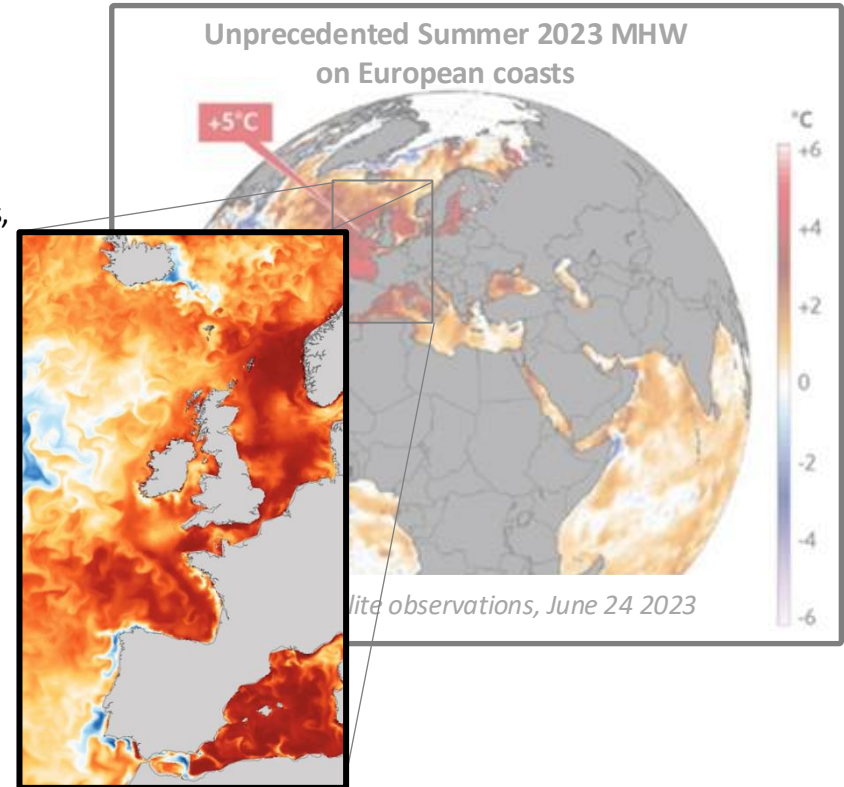 Unprecedented Summer 2023 MHW
on European coasts
+5°C
°C
+6
+4
+2
0
-2
-4
-6
observations, June 24 2023